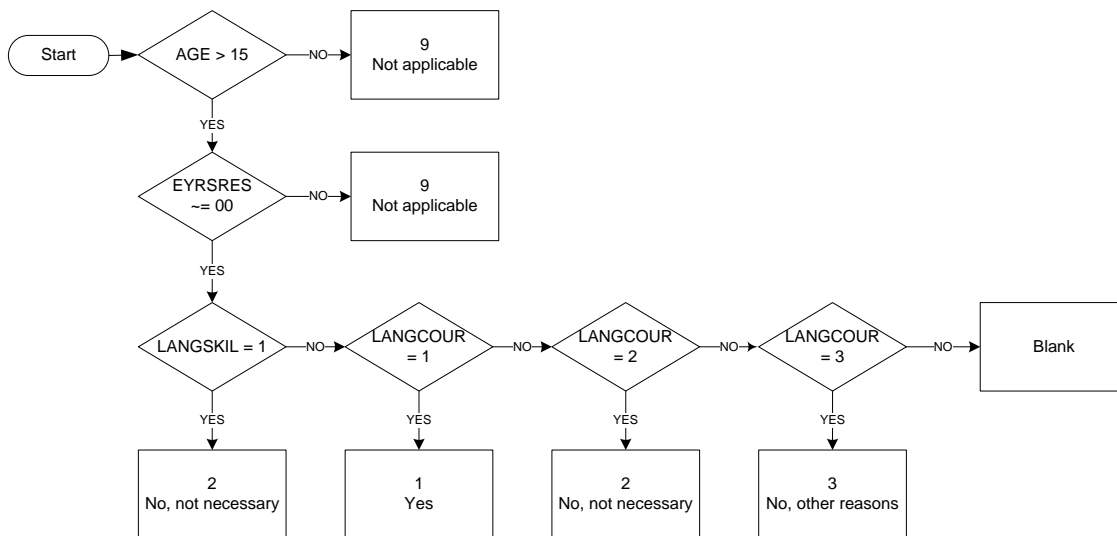 Start
AGE > 15
NO
9
Not applicable
YES
EYRSRES
~= 00
NO
9
Not applicable
YES
LANGSKIL = 1
NO
LANGCOUR
= 1
NO
LANGCOUR
= 2
NO
LANGCOUR
= 3
NO
Blank
YES
YES
YES
YES
2
No, not necessary
1
Yes
2
No, not necessary
3
No, other reasons